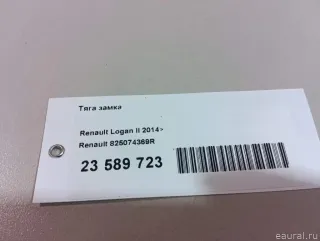 Тяга замка
Renault Logan II 2014>
Renault 825074369R
23 589 723
eaural.ru/